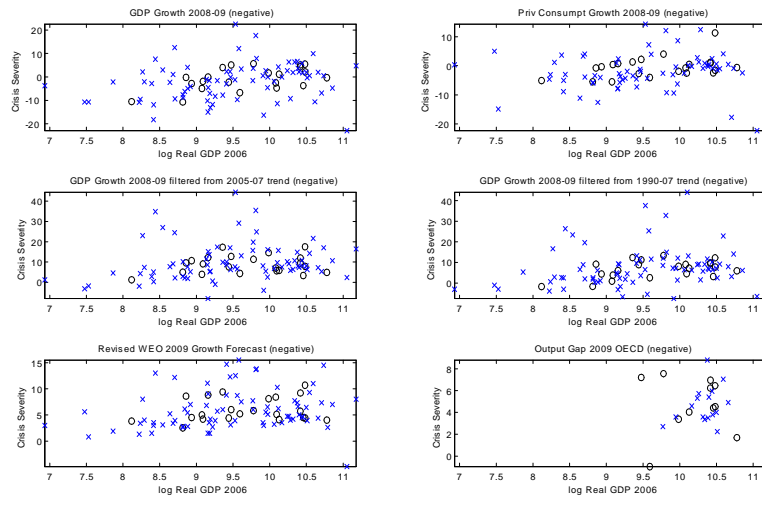 GDP Growth 2008-09 (negative)
20
10
0
-10
-20
Crisis Severity
7 7.5 8 8.5 9 9.5 10 10.5 11
log Real GDP 2006
Priv Consumpt Growth 2008-09 (negative)
10
0
-10
-20
Crisis Severity
7 7.5 8 8.5 9 9.5 10 10.5 11
log Real GDP 2006
GDP Growth 2008-09 filtered from 2005-07 trend (negative)
40
30
20
10
0
Crisis Severity
7 7.5 8 8.5 9 9.5 10 10.5 11
log Real GDP 2006
GDP Growth 2008-09 filtered from 1990-07 trend (negative)
40
30
20
10
0
Crisis Severity
7 7.5 8 8.5 9 9.5 10 10.5 11
log Real GDP 2006
Revised WEO 2009 Growth Forecast (negative)
15
10
5
0
Crisis Severity
7 7.5 8 8.5 9 9.5 10 10.5 11
log Real GDP 2006
Output Gap 2009 OECD (negative)
8
6
4
2
0
Crisis Severity
7 7.5 8 8.5 9 9.5 10 10.5 11
log Real GDP 2006